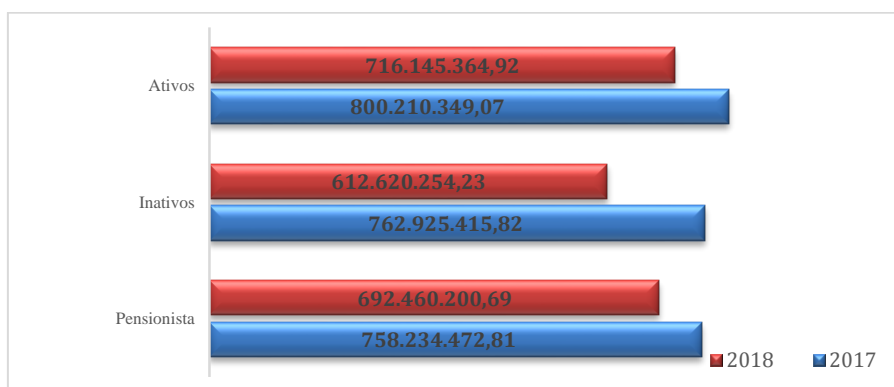 716.145.364,92
Ativos
800.210.349,07
612.620.254,23
Inativos
762.925.415,82
692.460.200,69
Pensionista
758.234.472,81
2018 2017